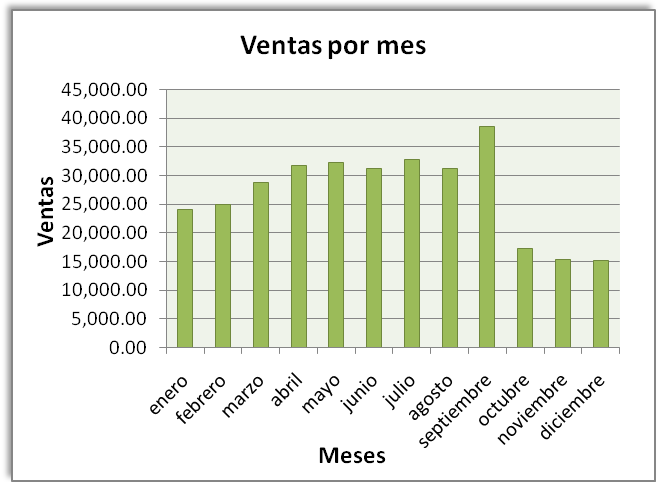 Ventas por mes
Ventas
45,000.00
40,000.00
35,000.00
30,000.00
25,000.00
20,000.00
15,000.00
10,000.00
5,000.00
0.00
enero
febrero
marzo
abril
mayo
junio
julio
agosto
septiembre
octubre
noviembre
diciembre
Meses